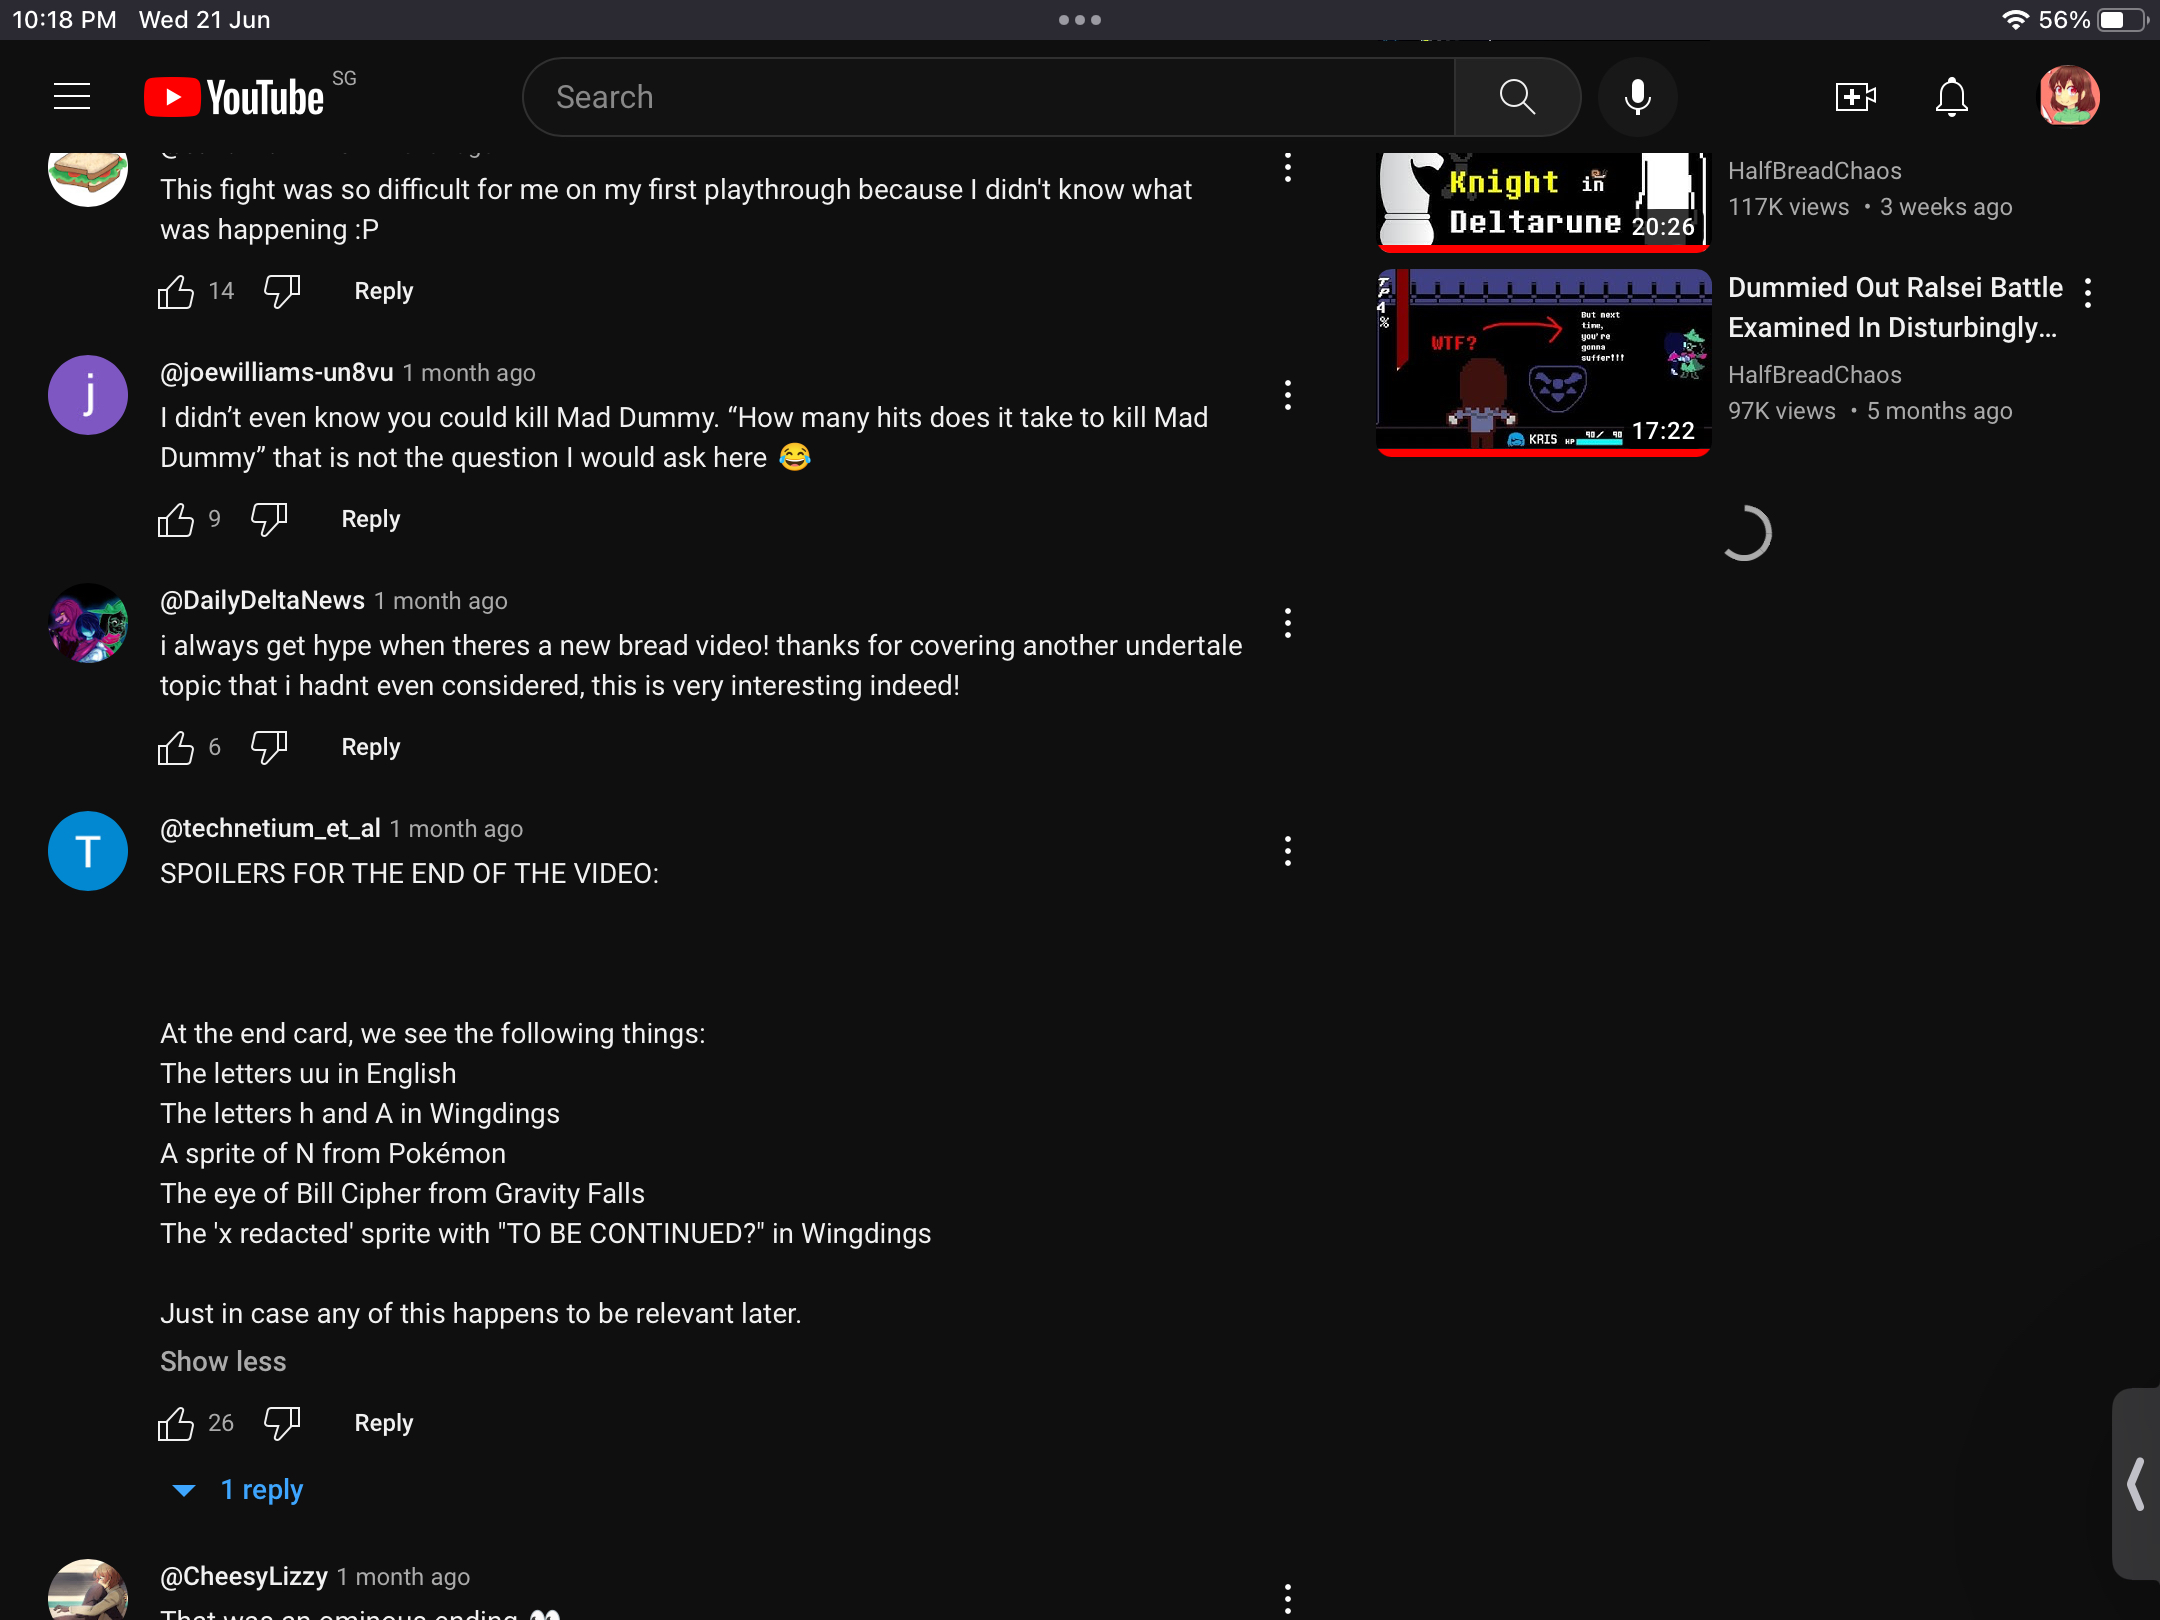 10:18 PM Wed 21 Jun
56%
YouTube SG
Search
This fight was so difficult for me on my first playthrough because I didn't know what
was happening :P
14 Reply
j
@joewilliams-un8vu 1 month ago
I didn’t even know you could kill Mad Dummy. “How many hits does it take to kill Mad
Dummy” that is not the question I would ask here 😂
9 Reply
@DailyDeltaNews 1 month ago
i always get hype when theres a new bread video! thanks for covering another undertale
topic that i hadnt even considered, this is very interesting indeed!
6 Reply
T
@technetium_et_al 1 month ago
SPOILERS FOR THE END OF THE VIDEO:
At the end card, we see the following things:
The letters uu in English
The letters h and A in Wingdings
A sprite of N from Pokémon
The eye of Bill Cipher from Gravity Falls
The 'x redacted' sprite with "TO BE CONTINUED?" in Wingdings
Just in case any of this happens to be relevant later.
Show less
26 Reply
1 reply
@CheesyLizzy 1 month ago
That was an ominous ending 👀
Knight in
Deltarune
20:26
HalfBreadChaos
117K views • 3 weeks ago
TP
4
%
WTF?
But next
time,
you're
gonna
suffer!!!
KRIS HP 90/ 90
17:22
Dummied Out Ralsei Battle
Examined In Disturbingly...
HalfBreadChaos
97K views • 5 months ago